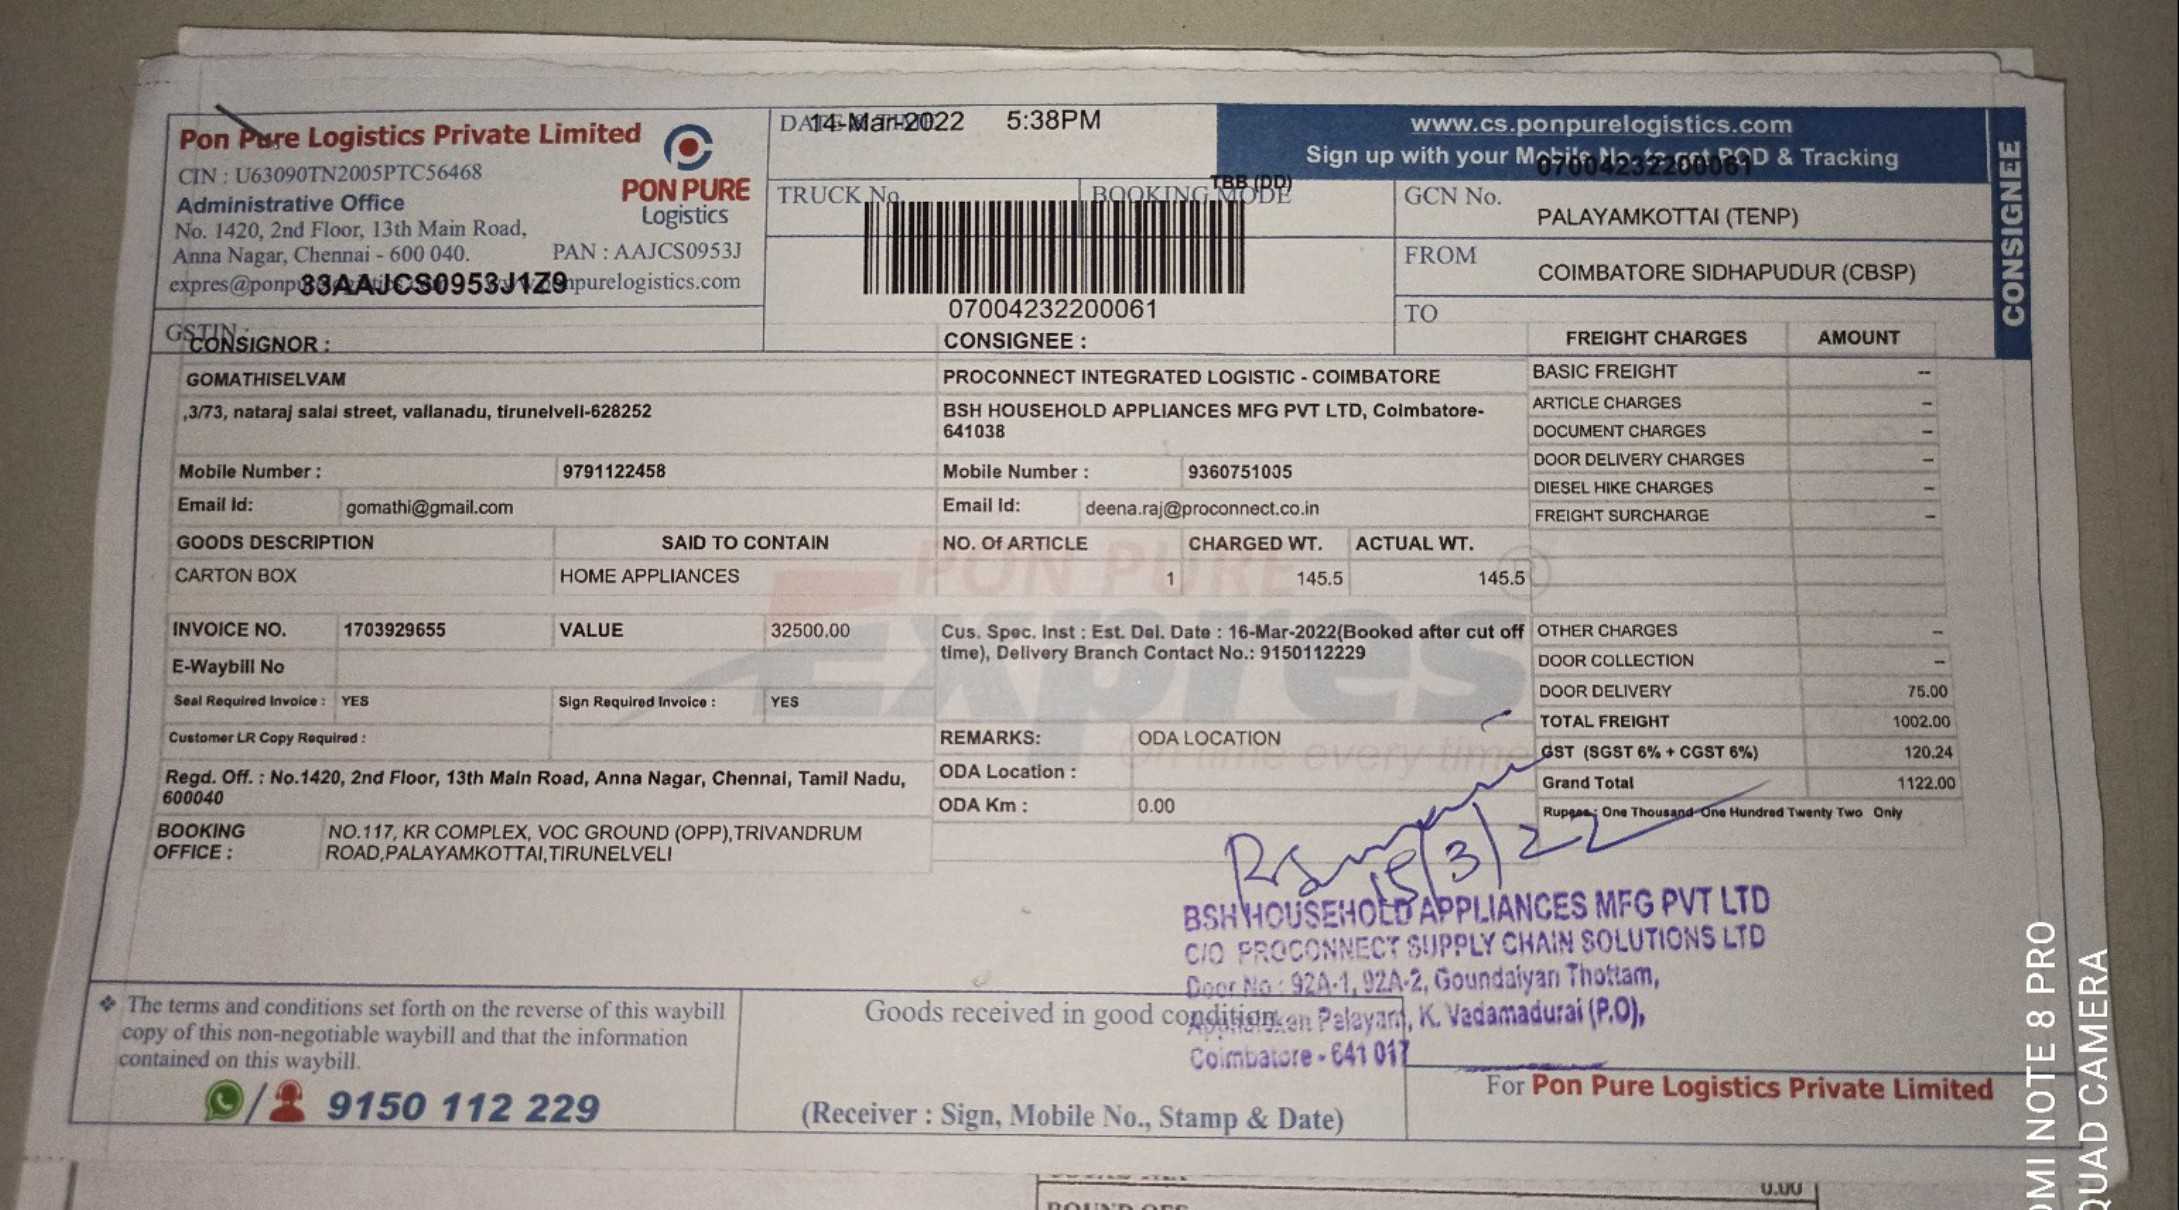 Pon Pure Logistics Private Limited
CIN : U63090TN2005PTC56468
Administrative Office
No. 1420, 2nd Floor, 13th Main Road,
Anna Nagar, Chennai - 600 040.
PAN : AAJCS0953J
expres@ponpu npurelogistics.com
33AAJCS0953J1Z9
GSTIN :
PON PURE
Logistics
14-Mar-2022 5:38PM
TRUCK No.
BOOKING MODE
TBB (DD)
07004232200061
www.cs.ponpurelogistics.com
Sign up with your Mobile No. to get POD & Tracking
07004232200061
GCN No.
PALAYAMKOTTAI (TENP)
FROM
COIMBATORE SIDHAPUDUR (CBSP)
TO
CONSIGNEE
CONSIGNOR :
GOMATHISELVAM
,3/73, nataraj salai street, vallanadu, tirunelveli-628252
Mobile Number : 9791122458
Email Id: gomathi@gmail.com
CONSIGNEE :
PROCONNECT INTEGRATED LOGISTIC - COIMBATORE
BSH HOUSEHOLD APPLIANCES MFG PVT LTD, Coimbatore-
641038
Mobile Number : 9360751005
Email Id: deena.raj@proconnect.co.in
GOODS DESCRIPTION SAID TO CONTAIN NO. Of ARTICLE CHARGED WT. ACTUAL WT.
CARTON BOX HOME APPLIANCES 1 145.5 145.5
INVOICE NO. 1703929655 VALUE 32500.00
E-Waybill No
Seal Required Invoice : YES Sign Required Invoice : YES
Customer LR Copy Required :
Regd. Off. : No.1420, 2nd Floor, 13th Main Road, Anna Nagar, Chennai, Tamil Nadu,
600040
BOOKING
OFFICE :
NO.117, KR COMPLEX, VOC GROUND (OPP),TRIVANDRUM
ROAD,PALAYAMKOTTAI,TIRUNELVELI
Cus. Spec. Inst : Est. Del. Date : 16-Mar-2022(Booked after cut off
time), Delivery Branch Contact No.: 9150112229
REMARKS: ODA LOCATION
ODA Location :
ODA Km : 0.00
PON PURE
Expres
On time every time
FREIGHT CHARGES AMOUNT
BASIC FREIGHT --
ARTICLE CHARGES --
DOCUMENT CHARGES --
DOOR DELIVERY CHARGES --
DIESEL HIKE CHARGES --
FREIGHT SURCHARGE --
OTHER CHARGES --
DOOR COLLECTION --
DOOR DELIVERY 75.00
TOTAL FREIGHT 1002.00
GST (SGST 6% + CGST 6%) 120.24
Grand Total 1122.00
Rupees : One Thousand One Hundred Twenty Two Only
15/3/22
BSH HOUSEHOLD APPLIANCES MFG PVT LTD
C/O PROCONNECT SUPPLY CHAIN SOLUTIONS LTD
Door No : 92A-1, 92A-2, Goundaiyan Thottam,
Palayam, K. Vadamadurai (P.O),
Coimbatore - 641 017
❖ The terms and conditions set forth on the reverse of this waybill
copy of this non-negotiable waybill and that the information
contained on this waybill.
/ 9150 112 229
Goods received in good condition
(Receiver : Sign, Mobile No., Stamp & Date)
For Pon Pure Logistics Private Limited
0.00
OMI NOTE 8 PRO
QUAD CAMERA